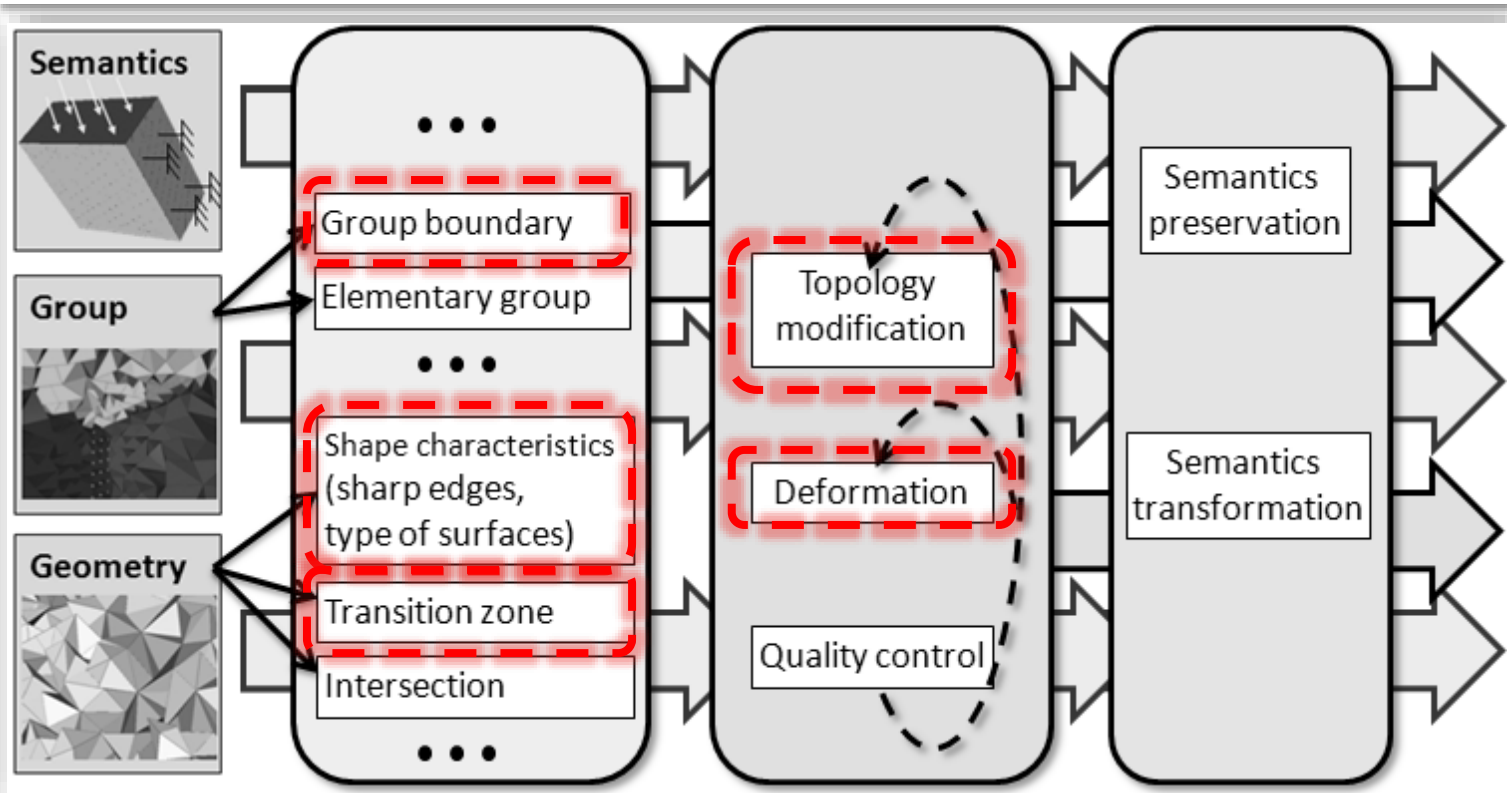 Semantics
Group
Geometry
• • •
Group boundary
Elementary group
• • •
Shape characteristics
(sharp edges,
type of surfaces)
Transition zone
Intersection
• • •
Topology
modification
Deformation
Quality control
Semantics
preservation
Semantics
transformation